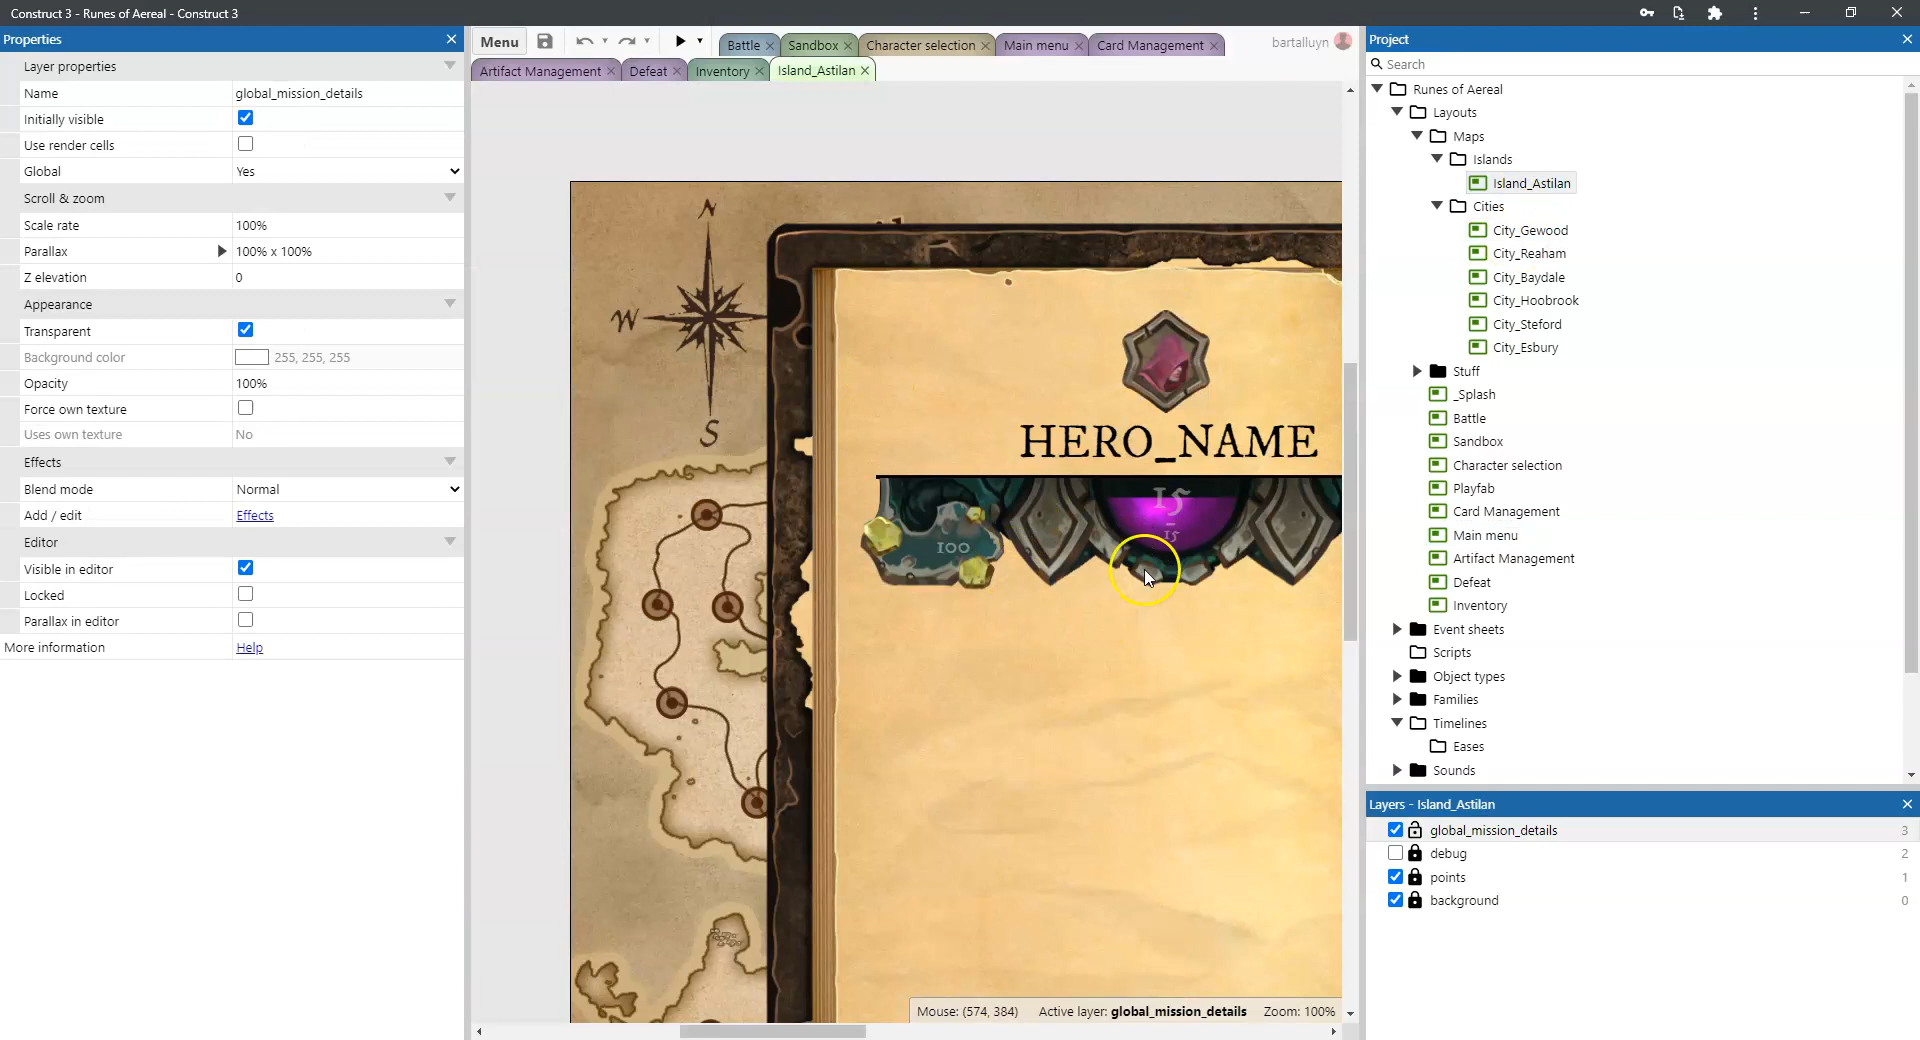 Construct 3 - Runes of Aereal - Construct 3
Properties
Layer properties
Name global_mission_details
Initially visible
Use render cells
Global Yes
Scroll & zoom
Scale rate 100%
Parallax 100% x 100%
Z elevation 0
Appearance
Transparent
Background color 255, 255, 255
Opacity 100%
Force own texture
Uses own texture No
Effects
Blend mode Normal
Add / edit Effects
Editor
Visible in editor
Locked
Parallax in editor
More information Help
Menu
Battle Sandbox Character selection Main menu Card Management
bartalluyn
Artifact Management Defeat Inventory Island_Astilan
N
W
S
HERO_NAME
15
15
100
Mouse: (574, 384) Active layer: global_mission_details Zoom: 100%
Project
Search
Runes of Aereal
Layouts
Maps
Islands
Island_Astilan
Cities
City_Gewood
City_Reaham
City_Baydale
City_Hoobrook
City_Steford
City_Esbury
Stuff
_Splash
Battle
Sandbox
Character selection
Playfab
Card Management
Main menu
Artifact Management
Defeat
Inventory
Event sheets
Scripts
Object types
Families
Timelines
Eases
Sounds
Layers - Island_Astilan
global_mission_details 3
debug 2
points 1
background 0